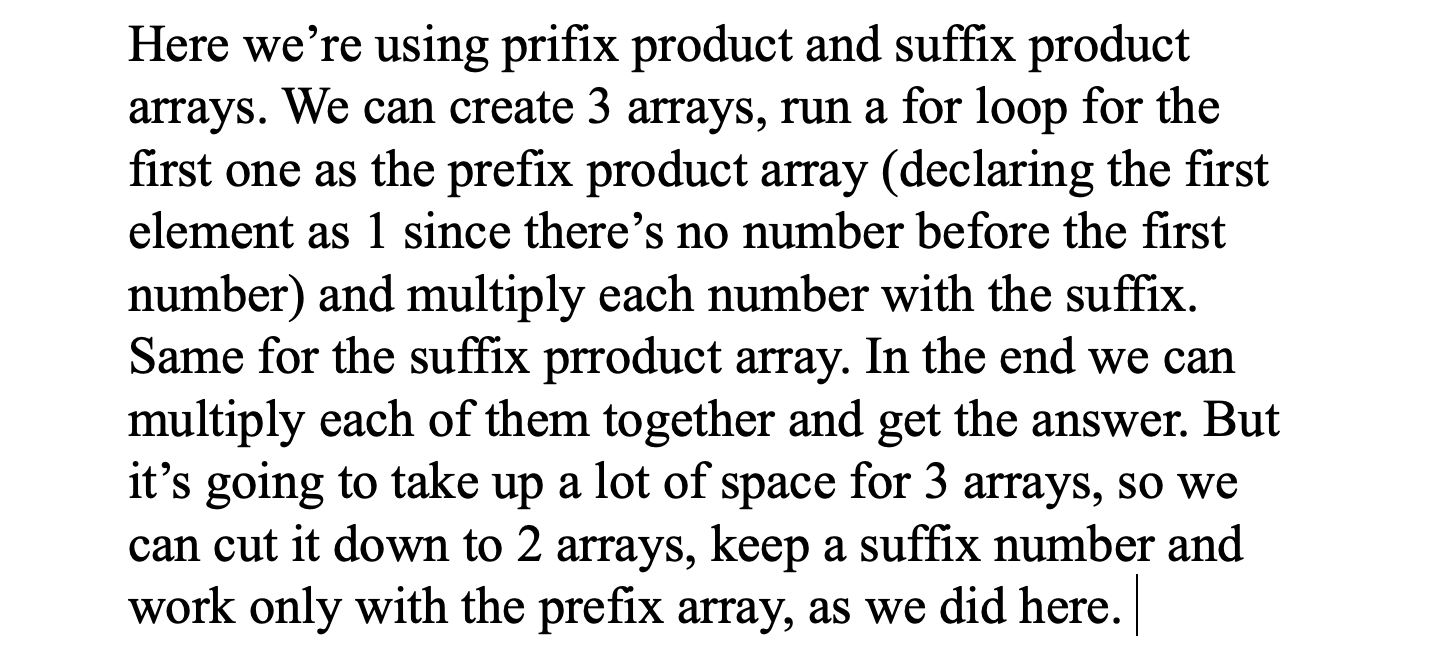 Here we’re using prifix product and suffix product
arrays. We can create 3 arrays, run a for loop for the
first one as the prefix product array (declaring the first
element as 1 since there’s no number before the first
number) and multiply each number with the suffix.
Same for the suffix prroduct array. In the end we can
multiply each of them together and get the answer. But
it’s going to take up a lot of space for 3 arrays, so we
can cut it down to 2 arrays, keep a suffix number and
work only with the prefix array, as we did here.